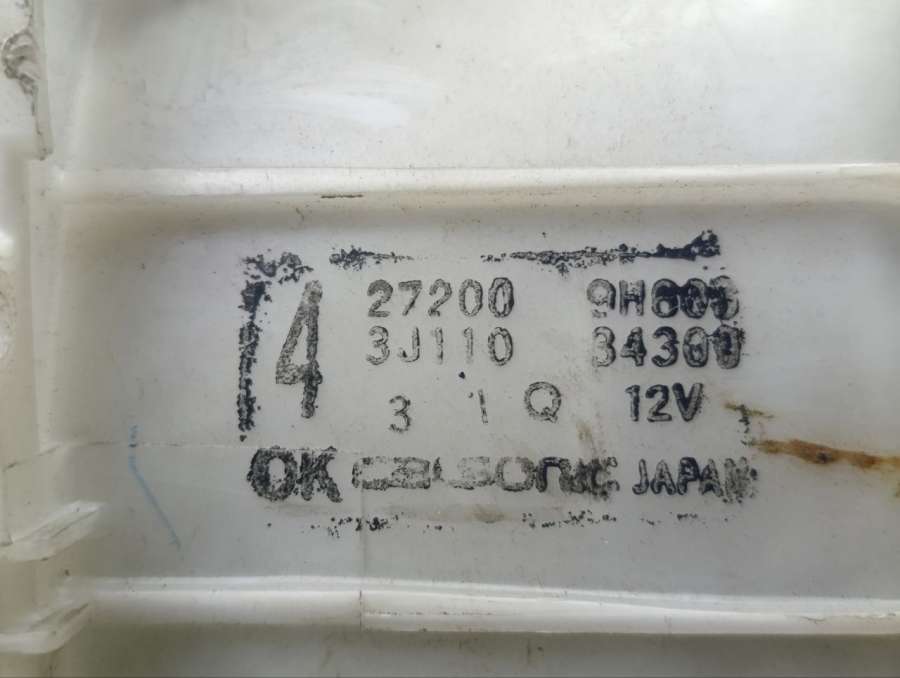 4 27200 9H600
3J110 34300
3 1 Q 12V
OK CALSONIC JAPAN